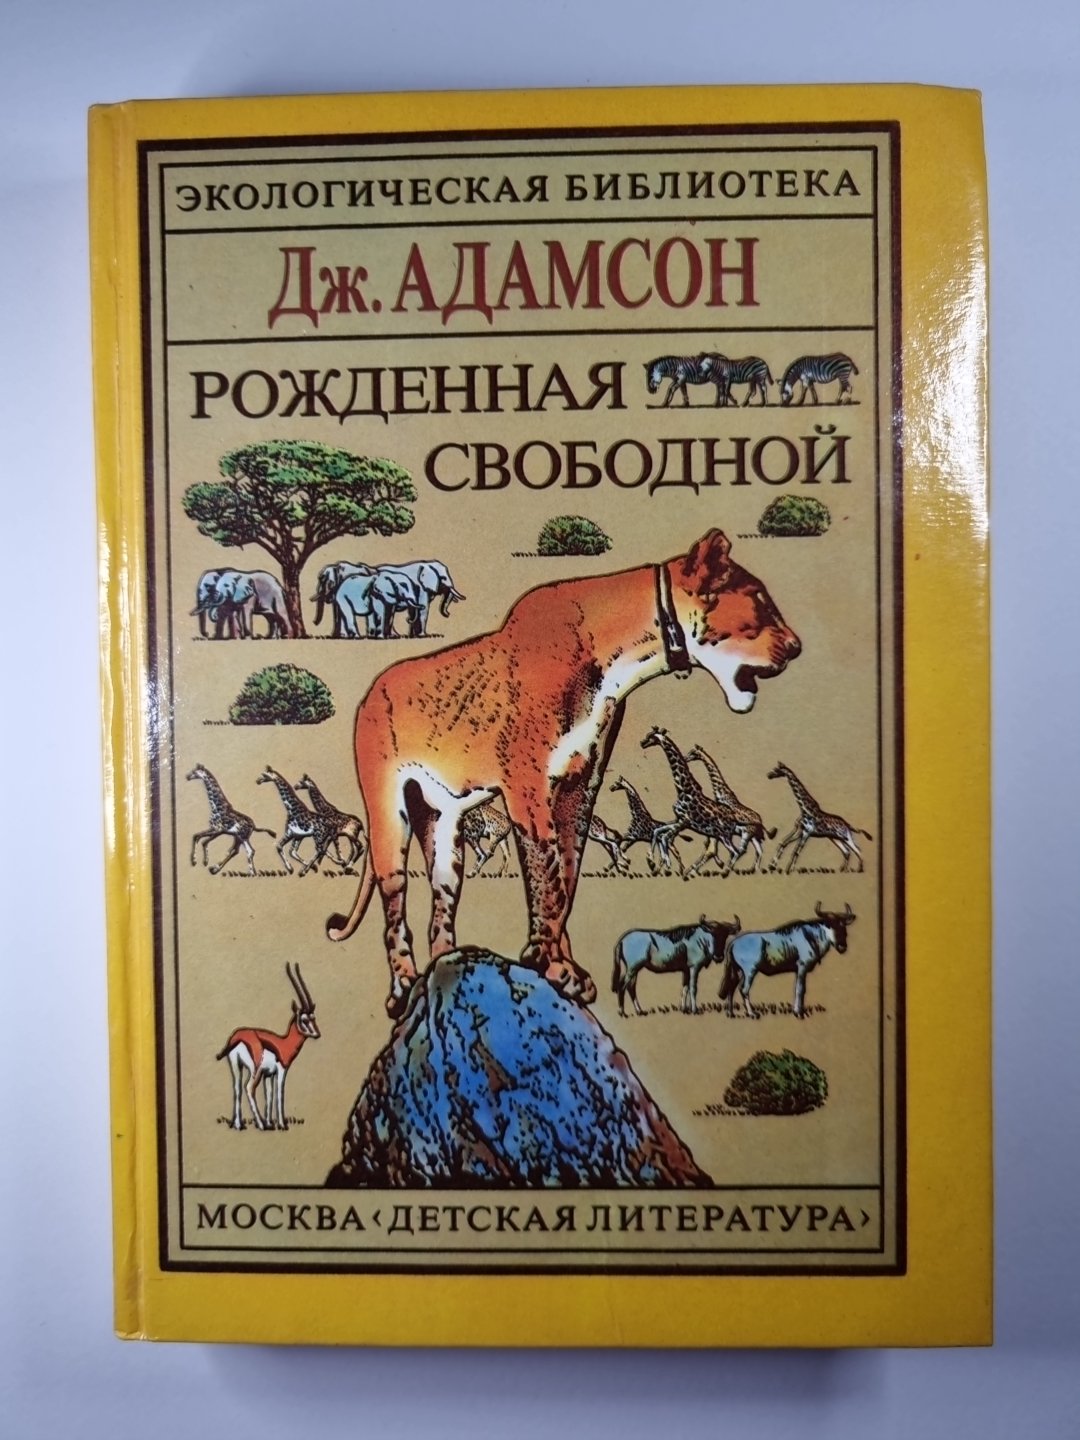 ЭКОЛОГИЧЕСКАЯ БИБЛИОТЕКА
Дж. АДАМСОН
РОЖДЕННАЯ
СВОБОДНОЙ
МОСКВА ‹ДЕТСКАЯ ЛИТЕРАТУРА›